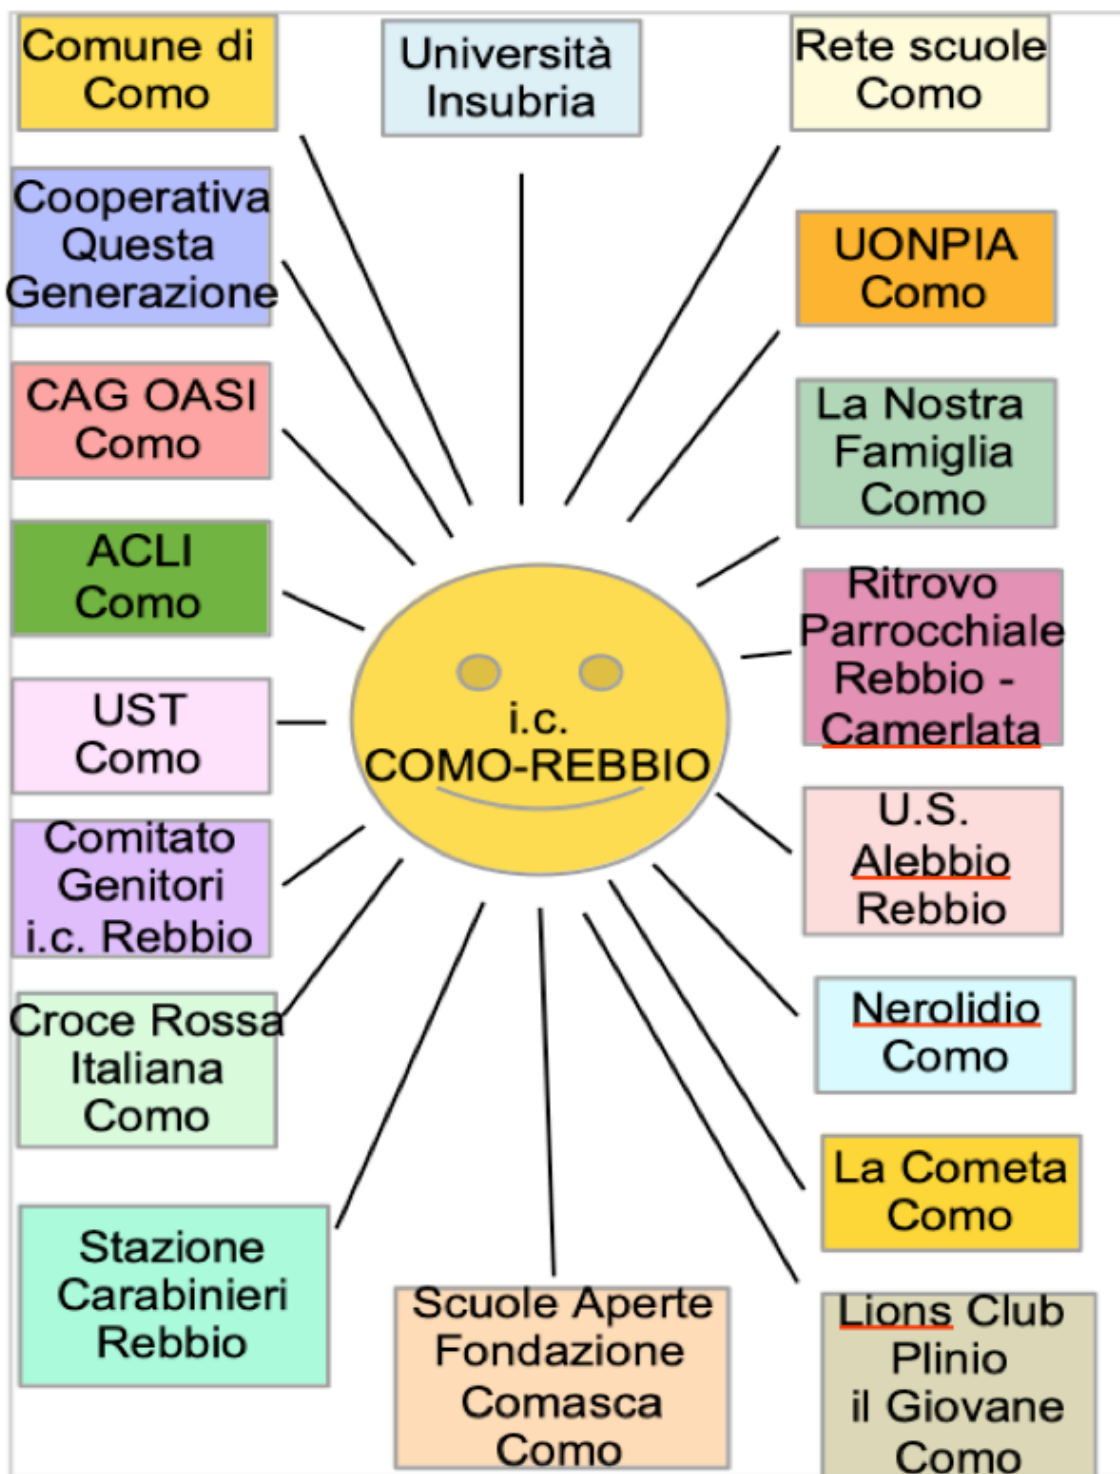 Comune di
Como
Università
Insubria
Rete scuole
Como
Cooperativa
Questa
Generazione
UONPIA
Como
CAG OASI
Como
La Nostra
Famiglia
Como
ACLI
Como
Ritrovo
Parrocchiale
Rebbio -
Camerlata
UST
Como
i.c.
COMO-REBBIO
U.S.
Alebbio
Rebbio
Comitato
Genitori
i.c. Rebbio
Nerolidio
Como
Croce Rossa
Italiana
Como
La Cometa
Como
Stazione
Carabinieri
Rebbio
Scuole Aperte
Fondazione
Comasca
Como
Lions Club
Plinio
il Giovane
Como